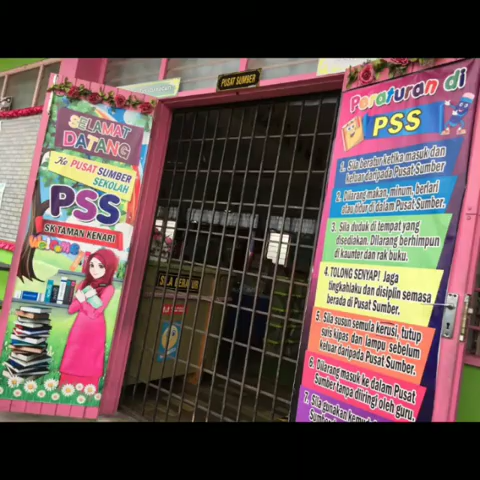 PUSAT SUMBER
SELAMAT
DATANG
Ke PUSAT SUMBER
SEKOLAH
PSS
SK TAMAN KENARI
Peraturan di
PSS
1. Sila beratur ketika masuk dan
keluar daripada Pusat Sumber
2. Dilarang makan, minum, berlari
atau tidur di dalam Pusat Sumber.
3. Sila duduk di tempat yang
disediakan. Dilarang berhimpun
di kaunter dan rak buku.
4. TOLONG SENYAP! Jaga
tingkahlaku dan disiplin semasa
berada di Pusat Sumber.
5. Sila susun semula kerusi, tutup
suis kipas dan lampu sebelum
keluar daripada Pusat Sumber.
6. Dilarang masuk ke dalam Pusat
Sumber tanpa diiringi oleh guru.
7. Sila gunakan
SILA BERATUR